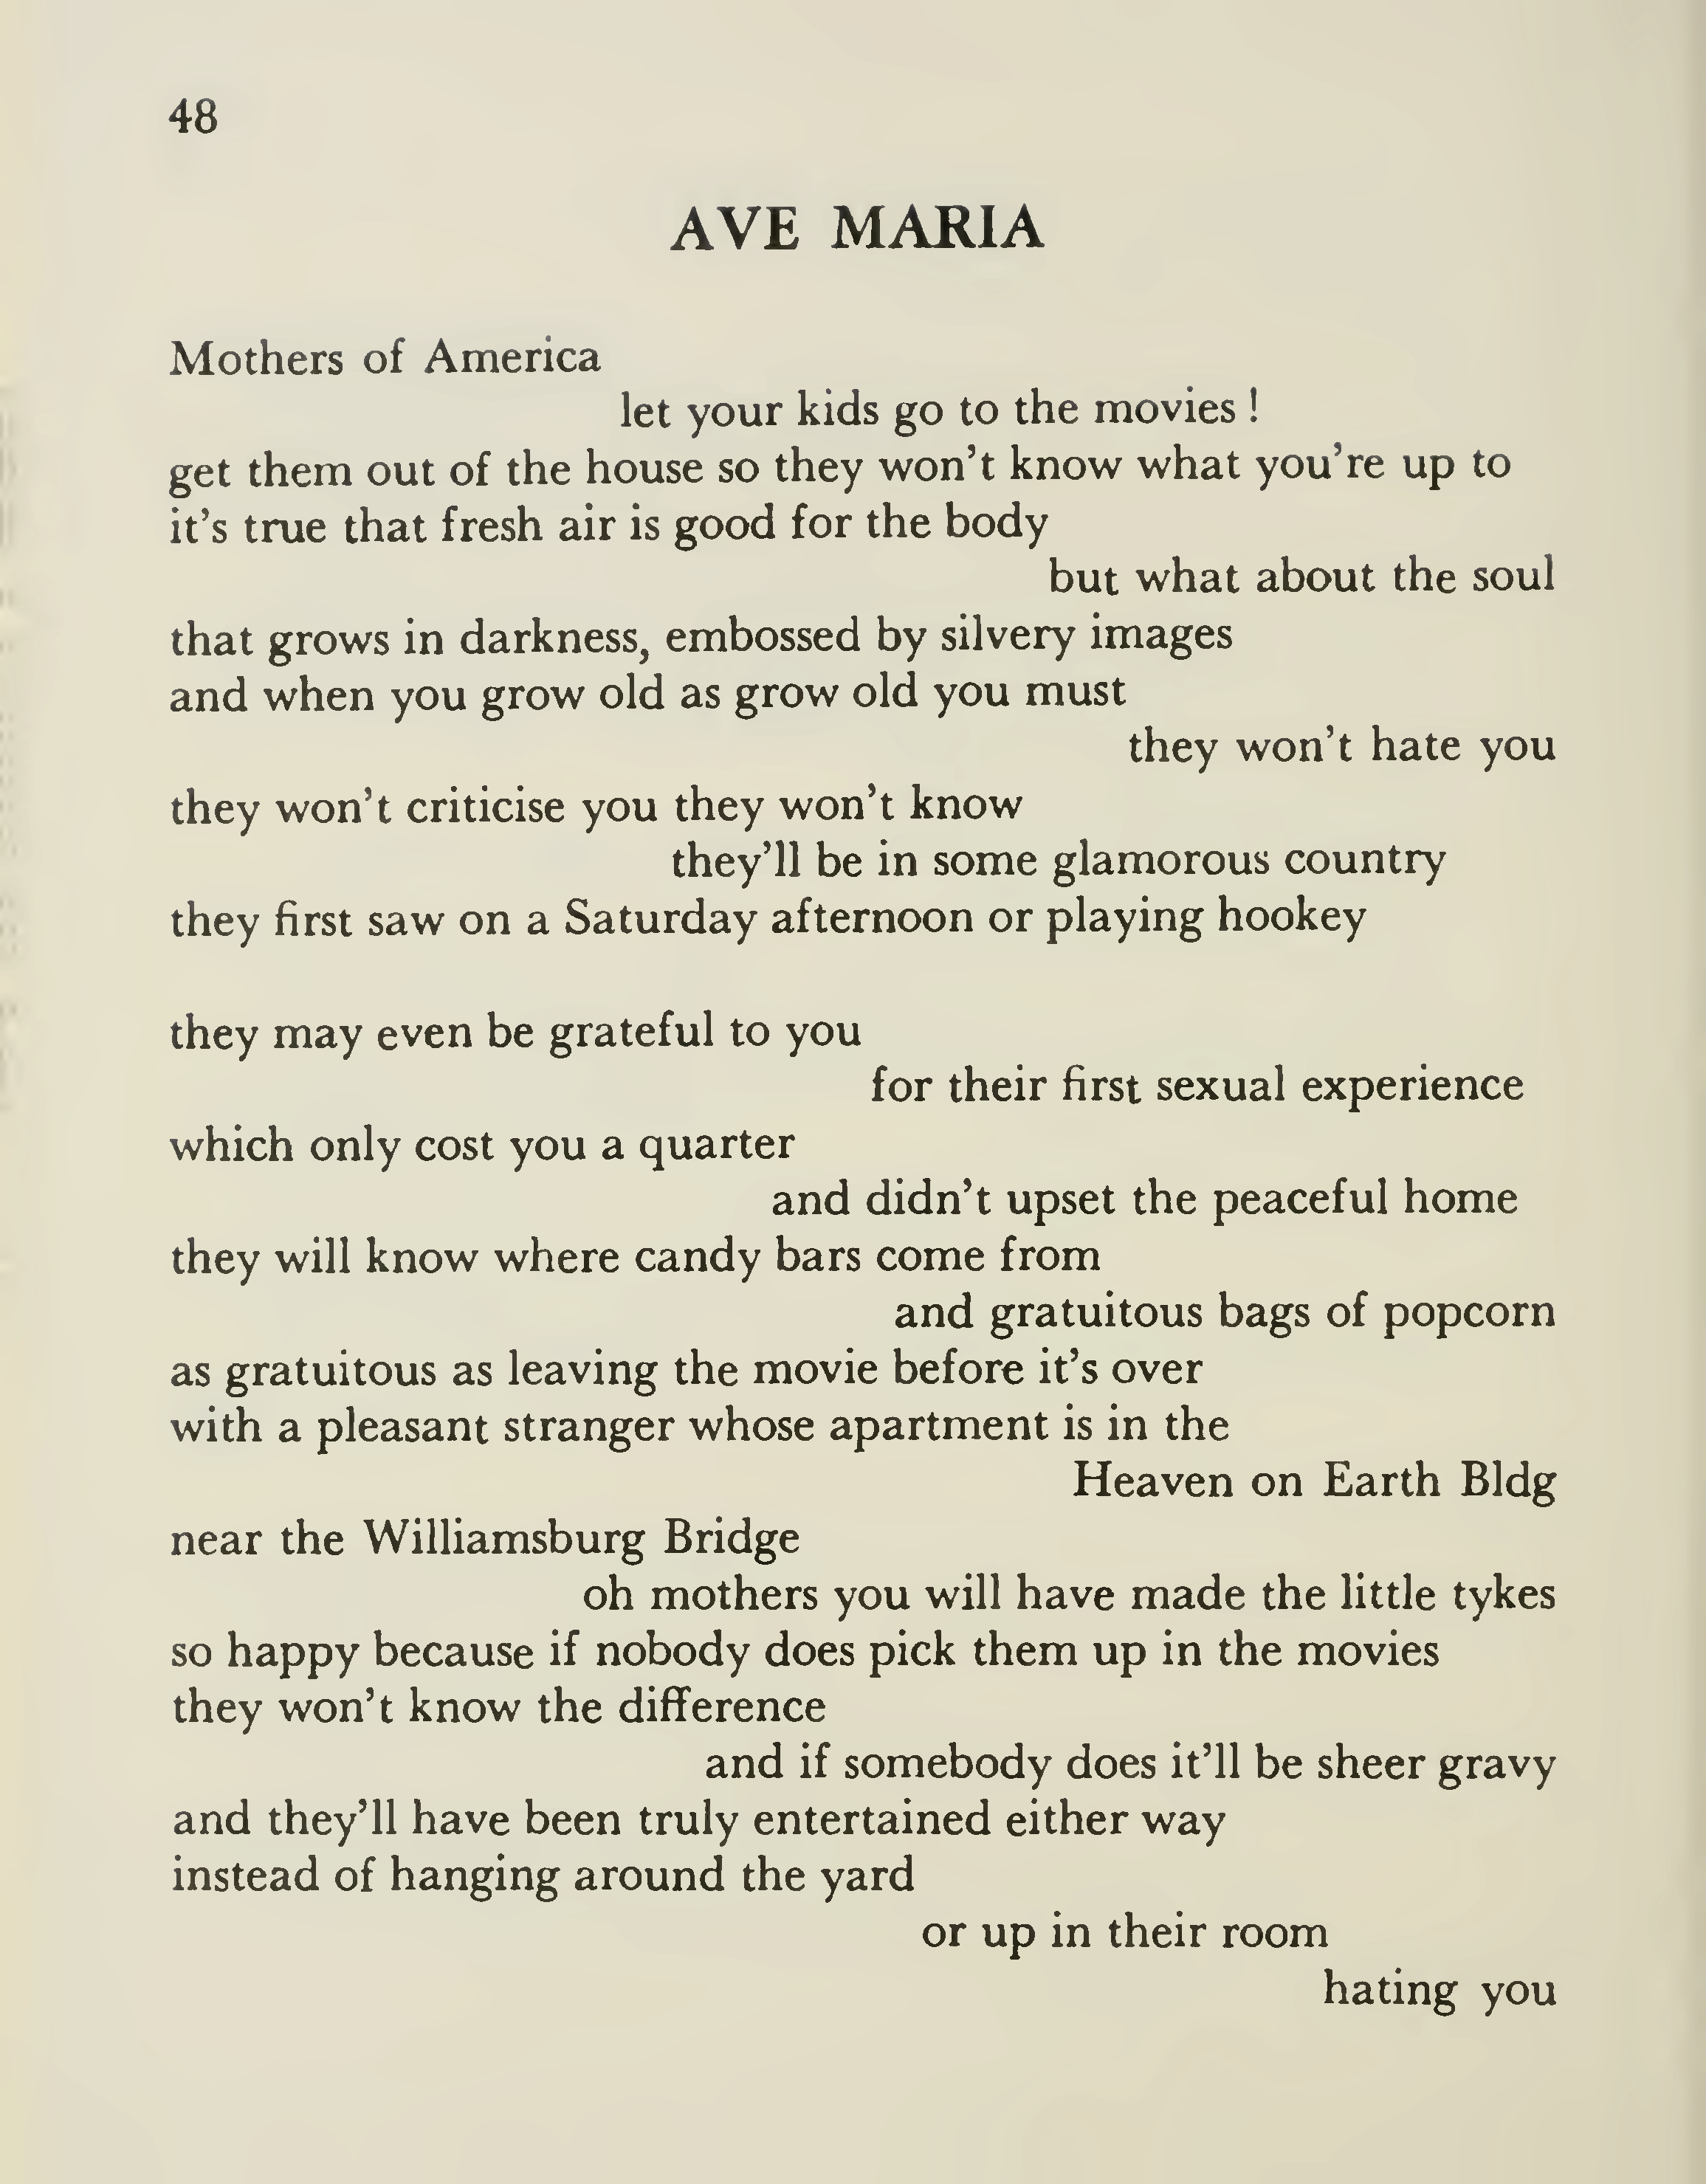 48
AVE MARIA
Mothers of America
let your kids go to the movies !
get them out of the house so they won't know what you're up to
it's true that fresh air is good for the body
but what about the soul
that grows in darkness, embossed by silvery images
and when you grow old as grow old you must
they won't hate you
they won't criticise you they won't know
they'll be in some glamorous country
they first saw on a Saturday afternoon or playing hookey
they may even be grateful to you
for their first sexual experience
which only cost you a quarter
and didn't upset the peaceful home
they will know where candy bars come from
and gratuitous bags of popcorn
as gratuitous as leaving the movie before it's over
with a pleasant stranger whose apartment is in the
Heaven on Earth Bldg
near the Williamsburg Bridge
oh mothers you will have made the little tykes
so happy because if nobody does pick them up in the movies
they won't know the difference
and if somebody does it'll be sheer gravy
and they'll have been truly entertained either way
instead of hanging around the yard
or up in their room
hating you